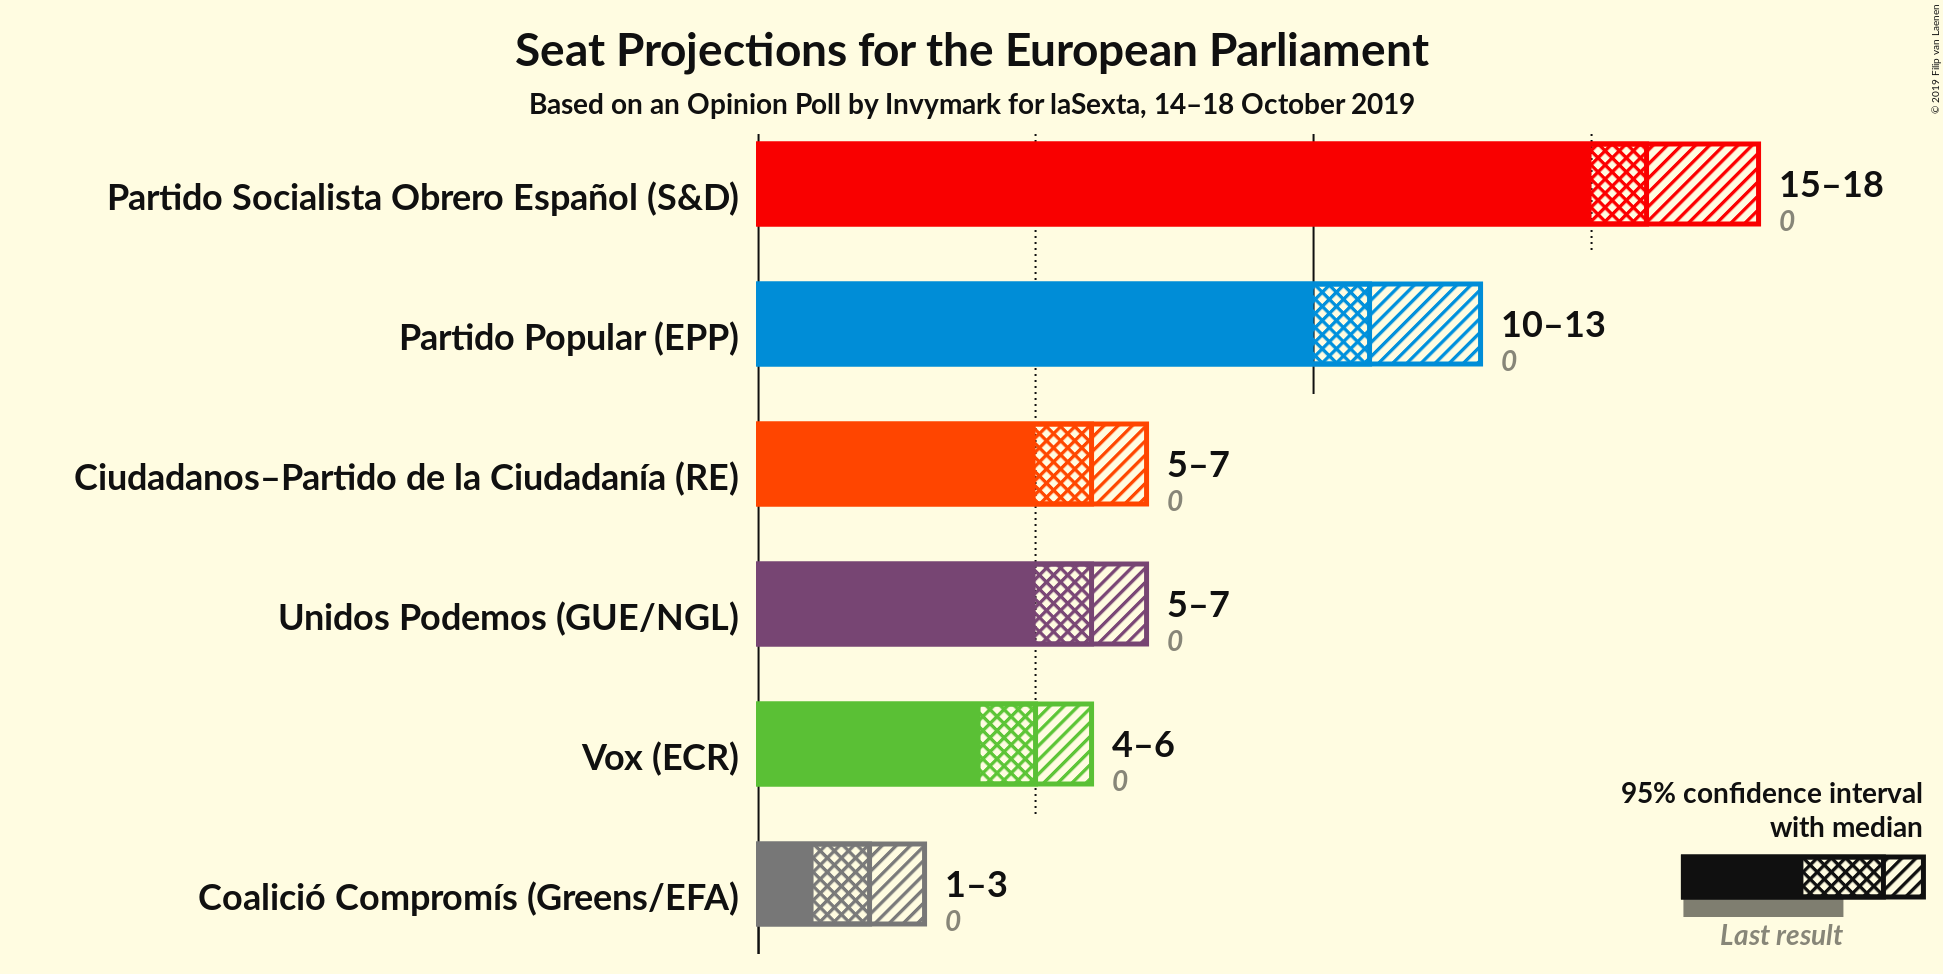 Seat Projections for the European Parliament
Based on an Opinion Poll by Invymark for laSexta, 14–18 October 2019
© 2019 Filip van Laenen
Partido Socialista Obrero Español (S&D)
15–18
0
Partido Popular (EPP)
10–13
0
Ciudadanos–Partido de la Ciudadanía (RE)
5–7
0
Unidos Podemos (GUE/NGL)
5–7
0
Vox (ECR)
4–6
0
Coalició Compromís (Greens/EFA)
1–3
0
95% confidence interval
with median
Last result